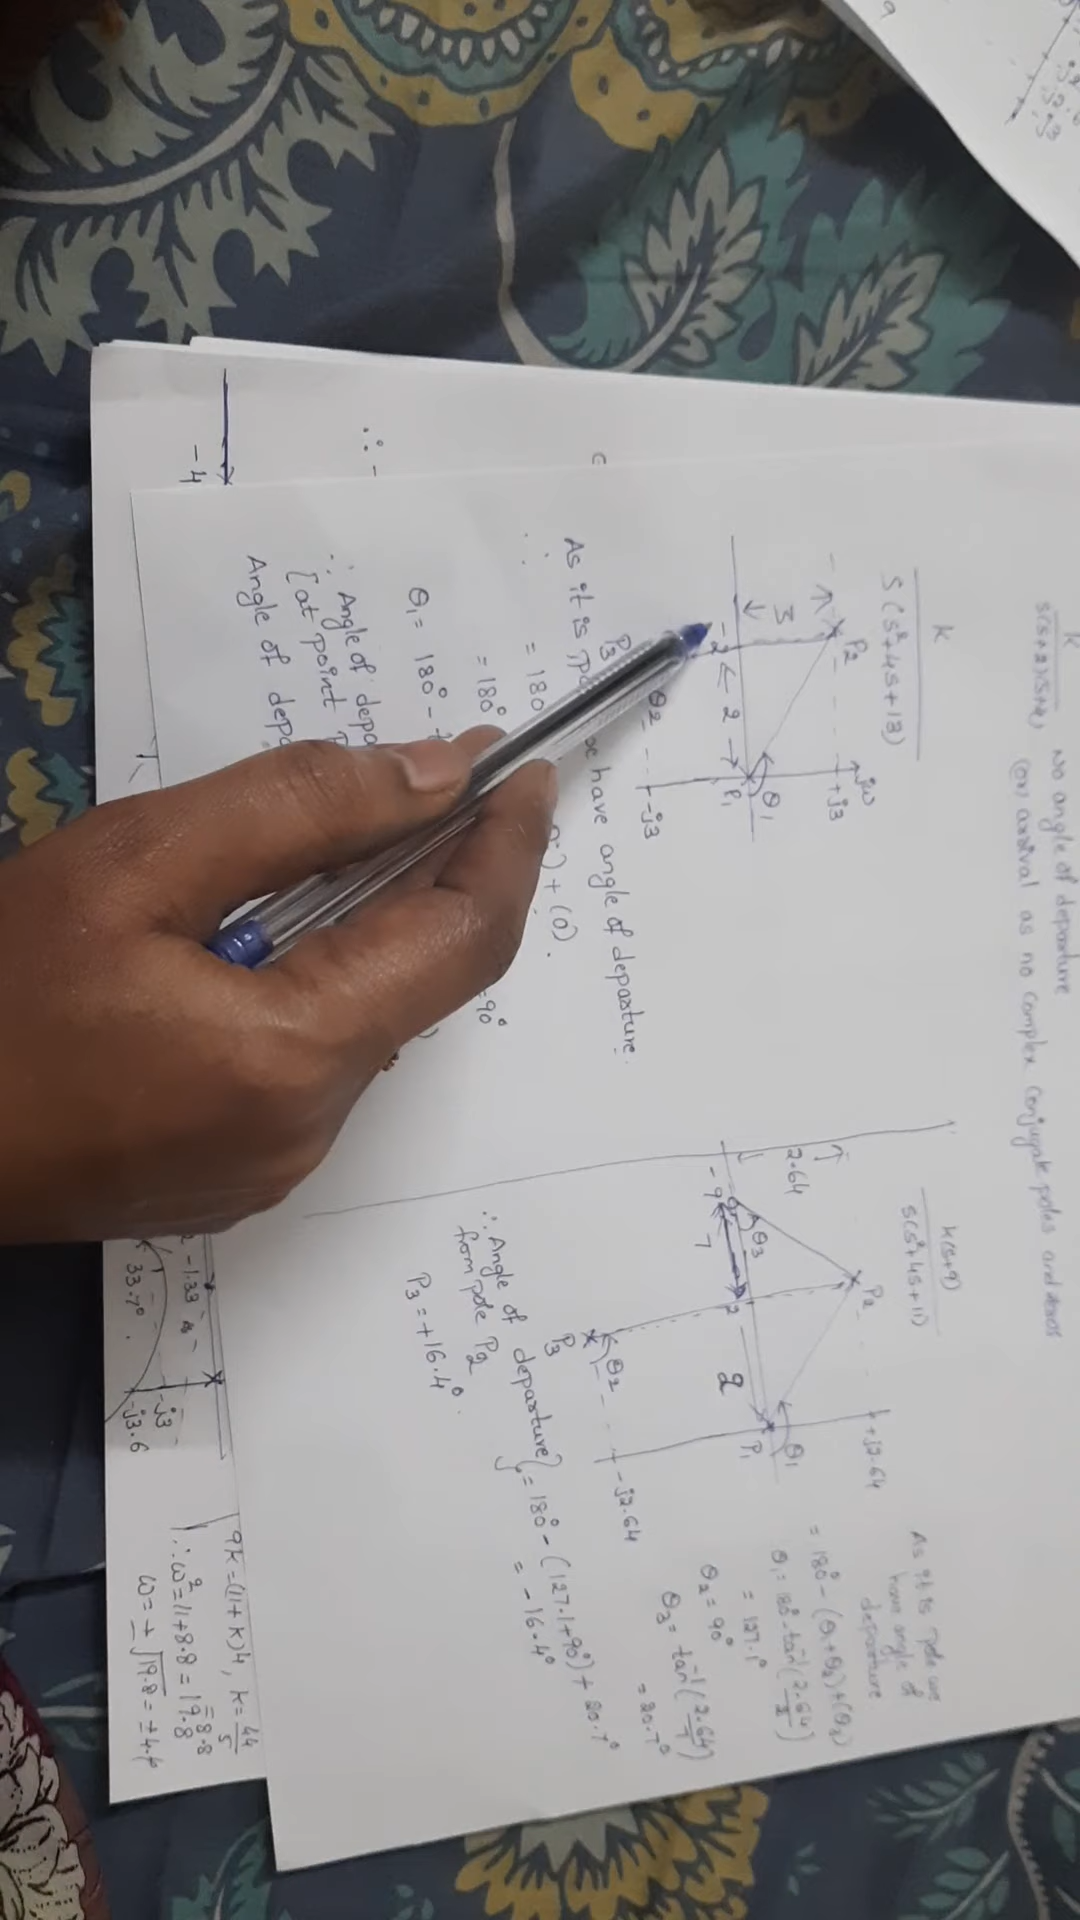 K
s(s+2)(s+4)
No angle of departure
(or) arrival as no complex conjugate poles and zeros
K
s(s²+4s+13)
P2
jω
+j3
3
θ1
-2
2
P1
θ2
-j3
P3
have angle of departure.
= 180
) + (0).
= 180°
= 90°
θ1 = 180° -
∴ Angle of depa
[at point P
Angle of depa
K(s+9)
s(s²+4s+11)
P2
+j2.64
2.64
θ3
θ1
-9
7
-2
2
P1
θ2
P3
-j2.64
As it is pole we
have angle of
departure
= 180° - (θ1+θ2) + (θ3)
θ1 = 180° - tan⁻¹(2.64/2)
= 127.1°
θ2 = 90°
θ3 = tan⁻¹(2.64/7)
= 20.7°
∴ Angle of departure} = 180° - (127.1+90°) + 20.7°
from pole P2
= -16.4°
P3 = +16.4°.
-4
-1.33
33.7°.
-j3
-j3.6
9K = (11+K)4, K = 44/5
= 8.8
∴ ω² = 11+8.8 = 19.8
ω = ±√19.8 = ±4.4